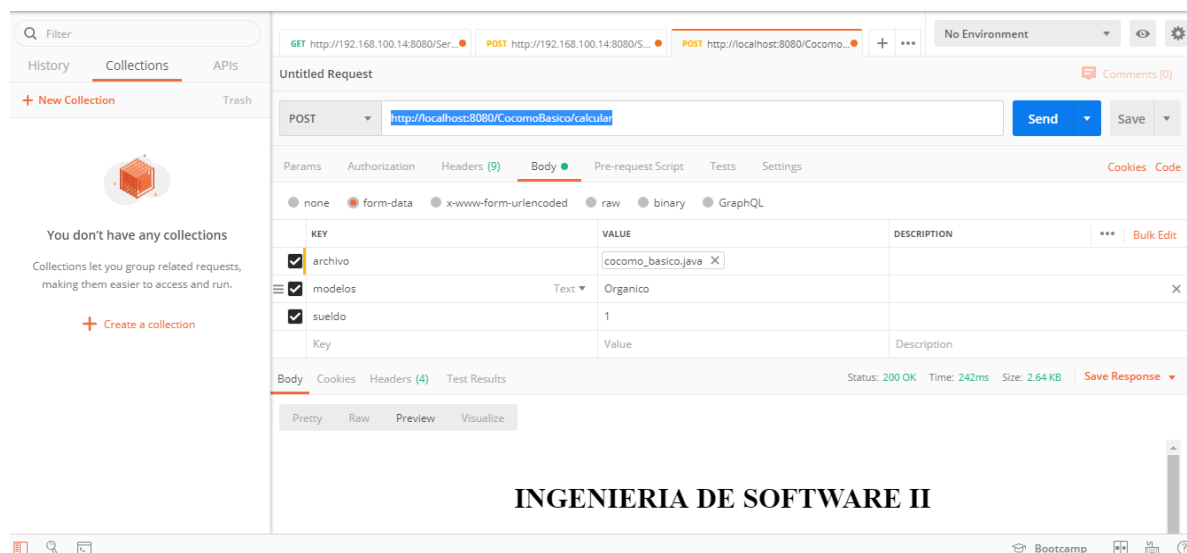 Filter
History Collections APIs
+ New Collection Trash
You don't have any collections
Collections let you group related requests,
making them easier to access and run.
+ Create a collection
GET http://192.168.100.14:8080/Ser... POST http://192.168.100.14:8080/S... POST http://localhost:8080/Cocomo... + ••• No Environment
Untitled Request Comments (0)
POST http://localhost:8080/CocomoBasico/calcular Send Save
Params Authorization Headers (9) Body Pre-request Script Tests Settings Cookies Code
none form-data x-www-form-urlencoded raw binary GraphQL
KEY VALUE DESCRIPTION ••• Bulk Edit
archivo cocomo_basico.java X
modelos Text Organico X
sueldo 1
Key Value Description
Body Cookies Headers (4) Test Results Status: 200 OK Time: 242ms Size: 2.64 KB Save Response
Pretty Raw Preview Visualize
INGENIERIA DE SOFTWARE II
Bootcamp